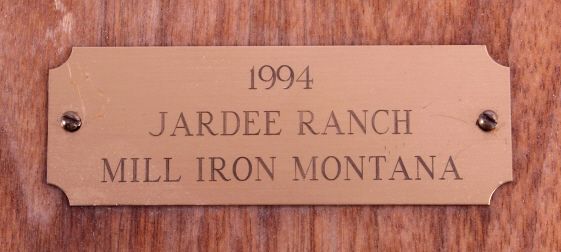 1994
JARDEE RANCH
MILL IRON MONTANA